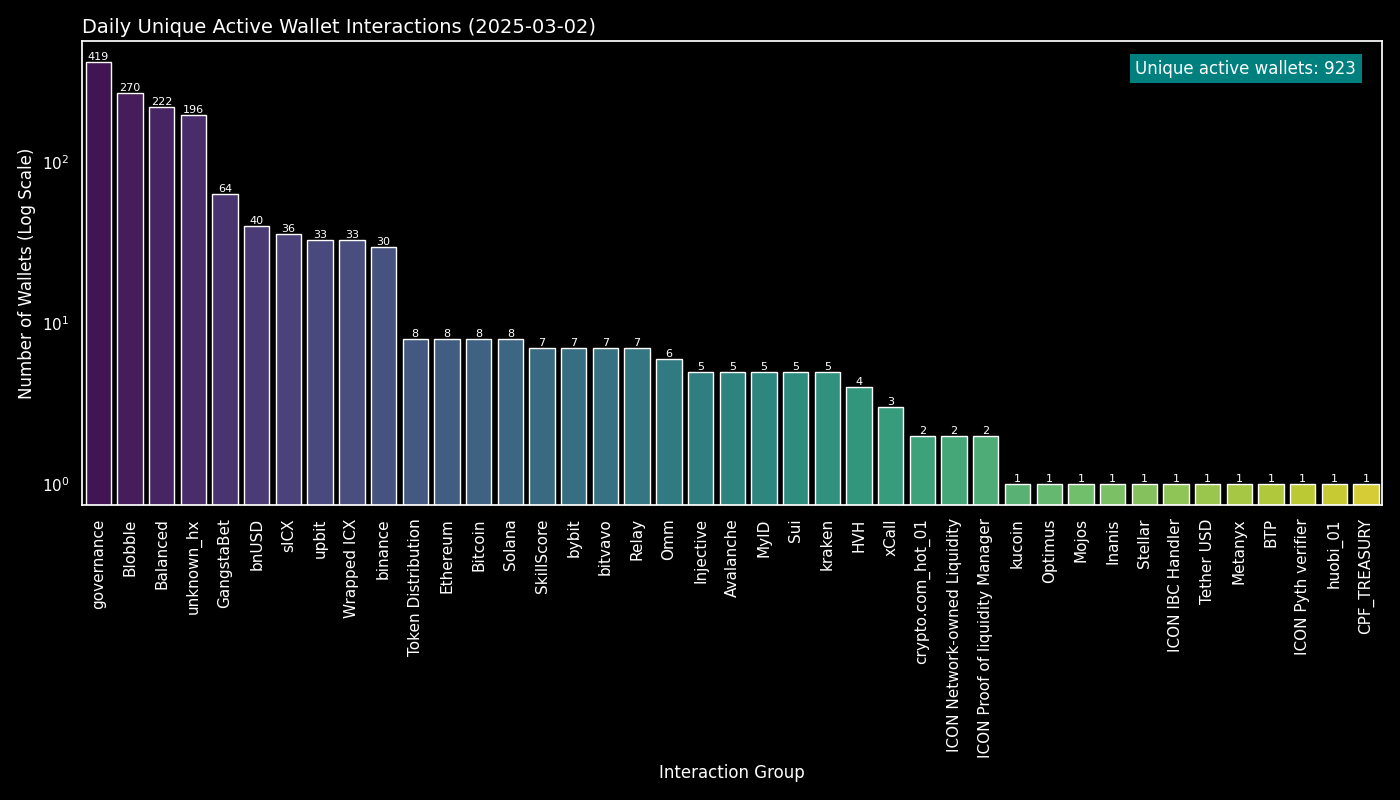 Daily Unique Active Wallet Interactions (2025-03-02)
Unique active wallets: 923
Number of Wallets (Log Scale)
10²
10¹
10⁰
419
270
222
196
64
40
36
33
33
30
8
8
8
8
7
7
7
7
6
5
5
5
5
5
4
3
2
2
2
1
1
1
1
1
1
1
1
1
1
1
1
governance
Blobble
Balanced
unknown_hx
GangstaBet
bnUSD
sICX
upbit
Wrapped ICX
binance
Token Distribution
Ethereum
Bitcoin
Solana
SkillScore
bybit
bitvavo
Relay
Omm
Injective
Avalanche
MyID
Sui
kraken
HVH
xCall
crypto.com_hot_01
ICON Network-owned Liquidity
ICON Proof of liquidity Manager
kucoin
Optimus
Mojos
Inanis
Stellar
ICON IBC Handler
Tether USD
Metanyx
BTP
ICON Pyth verifier
huobi_01
CPF_TREASURY
Interaction Group